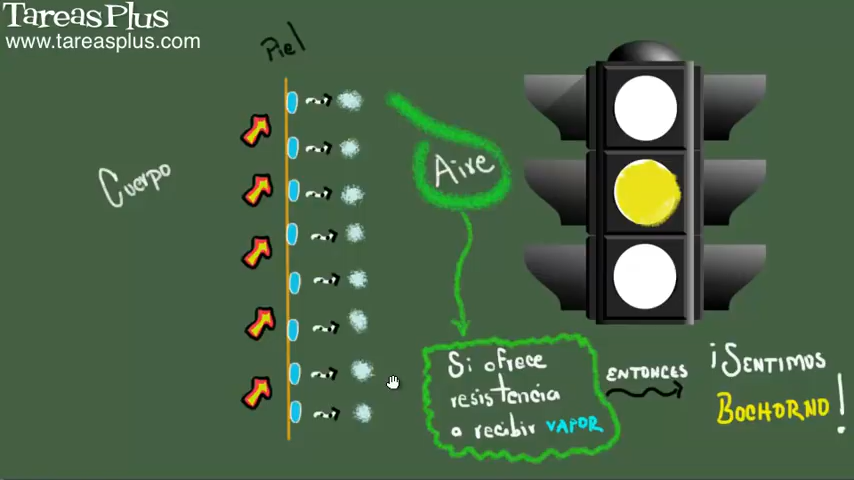 TareasPlus
www.tareasplus.com
Piel
Cuerpo
Aire
Si ofrece
resistencia
a recibir VAPOR
ENTONCES
¡SENTIMOS
BOCHORNO!